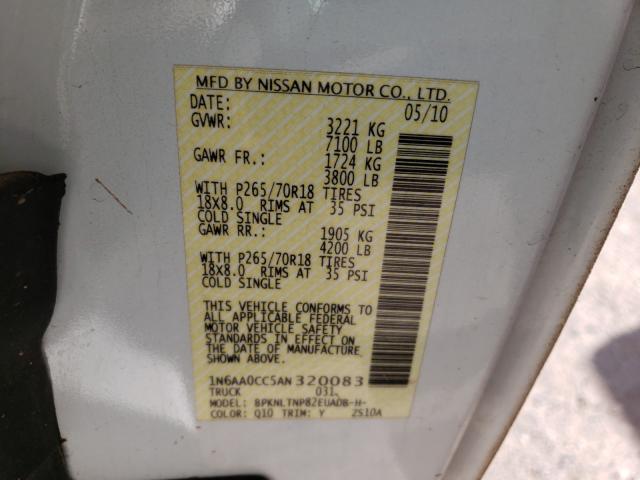 MFD BY NISSAN MOTOR CO., LTD.
DATE: 05/10
GVWR: 3221 KG
7100 LB
GAWR FR.: 1724 KG
3800 LB
WITH P265/70R18 TIRES
18X8.0 RIMS AT 35 PSI
COLD SINGLE
GAWR RR.: 1905 KG
4200 LB
WITH P265/70R18 TIRES
18X8.0 RIMS AT 35 PSI
COLD SINGLE
THIS VEHICLE CONFORMS TO
ALL APPLICABLE FEDERAL
MOTOR VEHICLE SAFETY
STANDARDS IN EFFECT ON
THE DATE OF MANUFACTURE
SHOWN ABOVE.
1N6AA0CC5AN320083
TRUCK 031
MODEL: BPKNLTNP82EUADB-H-
COLOR: Q10 TRIM: Y ZS10A